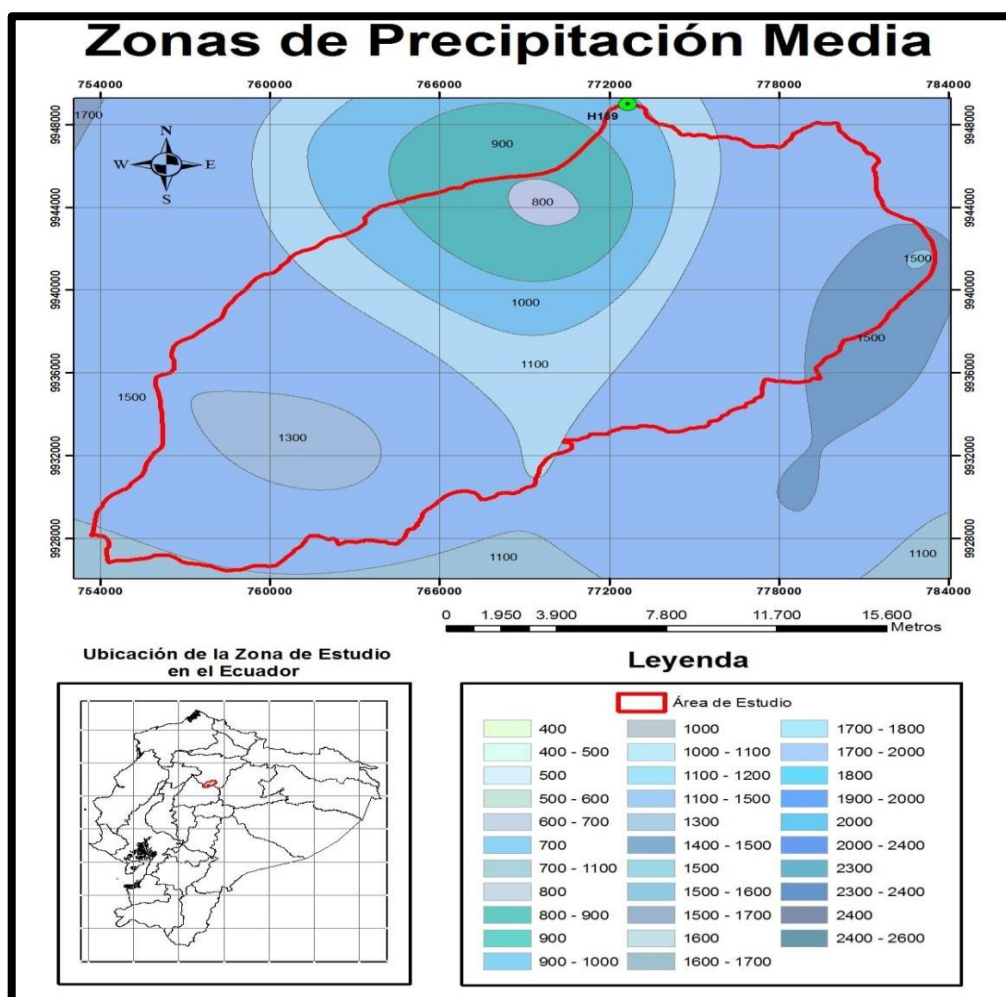 Zonas de Precipitación Media
754000 760000 766000 772000 778000 784000
1700
9948000
9948000
H189
N
W E
S
900
800
9944000
9944000
1500
9940000
9940000
1000
1500
1100
9936000
9936000
1500
1300
9932000
9932000
9928000
9928000
1100
1100
754000 760000 766000 772000 778000 784000
0 1.950 3.900 7.800 11.700 15.600
Metros
Ubicación de la Zona de Estudio
en el Ecuador
Leyenda
Área de Estudio
400
400 - 500
500
500 - 600
600 - 700
700
700 - 1100
800
800 - 900
900
900 - 1000
1000
1000 - 1100
1100 - 1200
1100 - 1500
1300
1400 - 1500
1500
1500 - 1600
1500 - 1700
1600
1600 - 1700
1700 - 1800
1700 - 2000
1800
1900 - 2000
2000
2000 - 2400
2300
2300 - 2400
2400
2400 - 2600